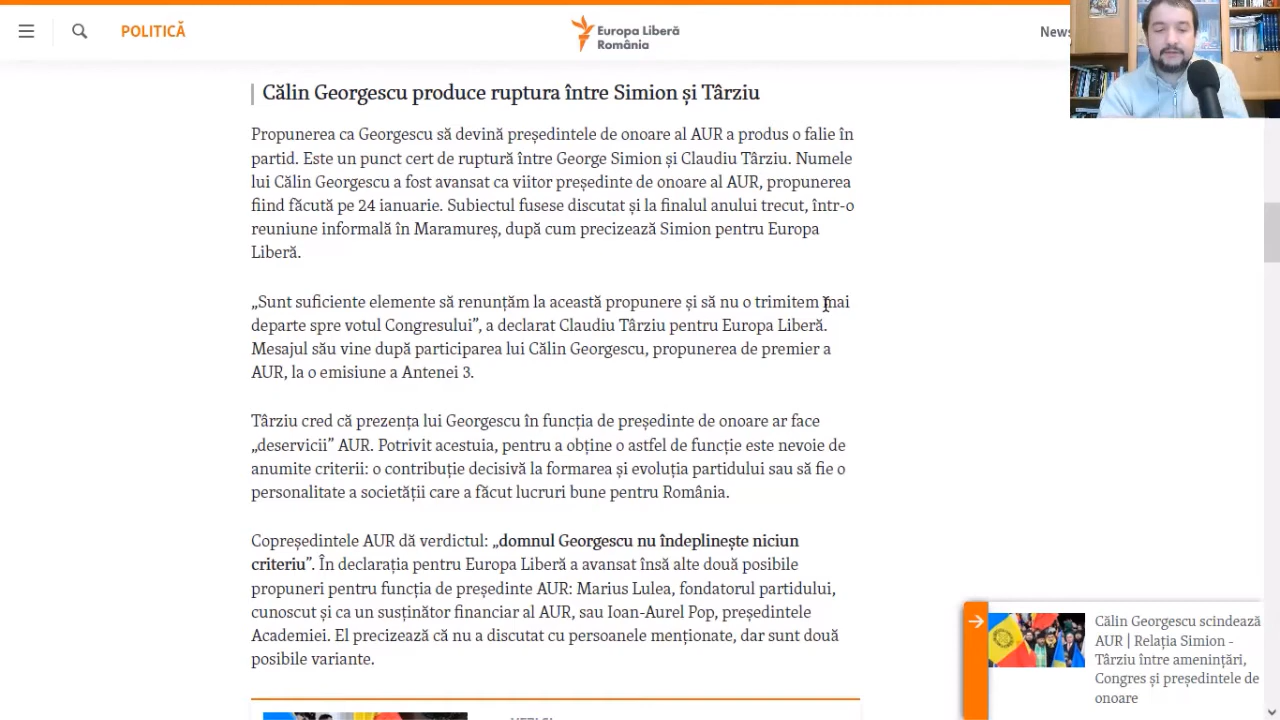 POLITICĂ
Europa Liberă
România
News
Călin Georgescu produce ruptura între Simion și Târziu
Propunerea ca Georgescu să devină președintele de onoare al AUR a produs o falie în
partid. Este un punct cert de ruptură între George Simion și Claudiu Târziu. Numele
lui Călin Georgescu a fost avansat ca viitor președinte de onoare al AUR, propunerea
fiind făcută pe 24 ianuarie. Subiectul fusese discutat și la finalul anului trecut, într-o
reuniune informală în Maramureș, după cum precizează Simion pentru Europa
Liberă.
„Sunt suficiente elemente să renunțăm la această propunere și să nu o trimitem mai
departe spre votul Congresului”, a declarat Claudiu Târziu pentru Europa Liberă.
Mesajul său vine după participarea lui Călin Georgescu, propunerea de premier a
AUR, la o emisiune a Antenei 3.
Târziu cred că prezența lui Georgescu în funcția de președinte de onoare ar face
„deservicii” AUR. Potrivit acestuia, pentru a obține o astfel de funcție este nevoie de
anumite criterii: o contribuție decisivă la formarea și evoluția partidului sau să fie o
personalitate a societății care a făcut lucruri bune pentru România.
Copreședintele AUR dă verdictul: „domnul Georgescu nu îndeplinește niciun
criteriu”. În declarația pentru Europa Liberă a avansat însă alte două posibile
propuneri pentru funcția de președinte AUR: Marius Lulea, fondatorul partidului,
cunoscut și ca un susținător financiar al AUR, sau Ioan-Aurel Pop, președintele
Academiei. El precizează că nu a discutat cu persoanele menționate, dar sunt două
posibile variante.
Călin Georgescu scindează
AUR | Relația Simion -
Târziu între amenințări,
Congres și președintele de
onoare